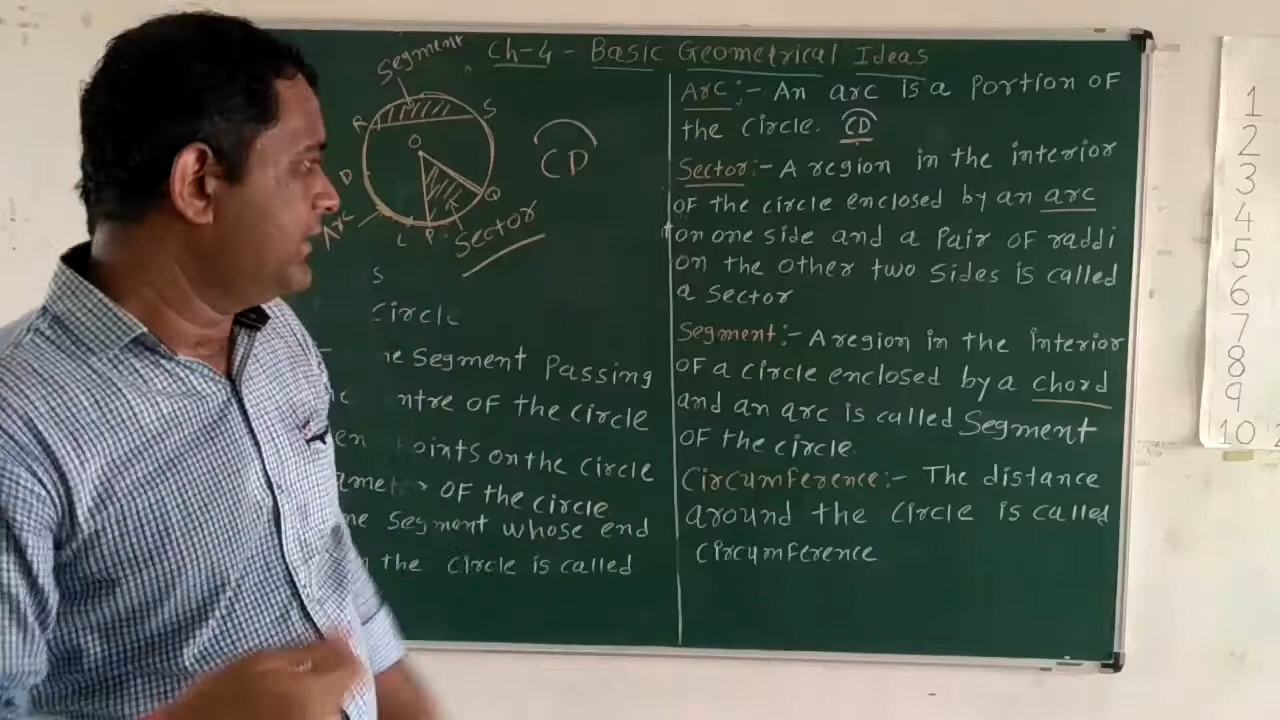 Ch-4 - Basic Geometrical Ideas
Segment
R
S
O
D
Q
Arc
L
P
Sector
CD
S
Circle
Segment Passing
OF the circle
on the circle
OF the circle
segment whose end
the circle is called
Arc :- An arc is a portion OF
the circle. CD
Sector :- A region in the interior
OF the circle enclosed by an arc
on one side and a Pair OF raddi
on the other two Sides is called
a sector
Segment :- A region in the interior
OF a circle enclosed by a chord
and an arc is called Segment
OF the circle.
Circumference :- The distance
around the circle is called
circumference
1
2
3
4
5
6
7
8
9
10